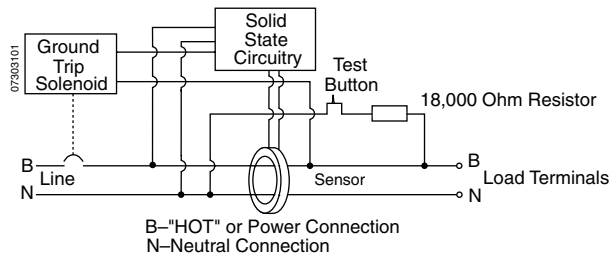 07303101
Ground
Trip
Solenoid
Solid
State
Circuitry
Test
Button
18,000 Ohm Resistor
B
Line
N
Sensor
B
Load Terminals
N
B–"HOT" or Power Connection
N–Neutral Connection